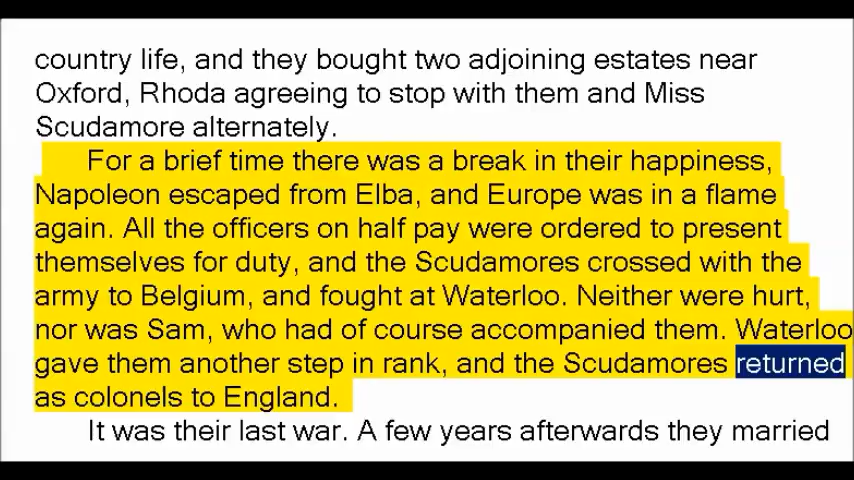 country life, and they bought two adjoining estates near
Oxford, Rhoda agreeing to stop with them and Miss
Scudamore alternately.
For a brief time there was a break in their happiness,
Napoleon escaped from Elba, and Europe was in a flame
again. All the officers on half pay were ordered to present
themselves for duty, and the Scudamores crossed with the
army to Belgium, and fought at Waterloo. Neither were hurt,
nor was Sam, who had of course accompanied them. Waterloo
gave them another step in rank, and the Scudamores returned
as colonels to England.
It was their last war. A few years afterwards they married